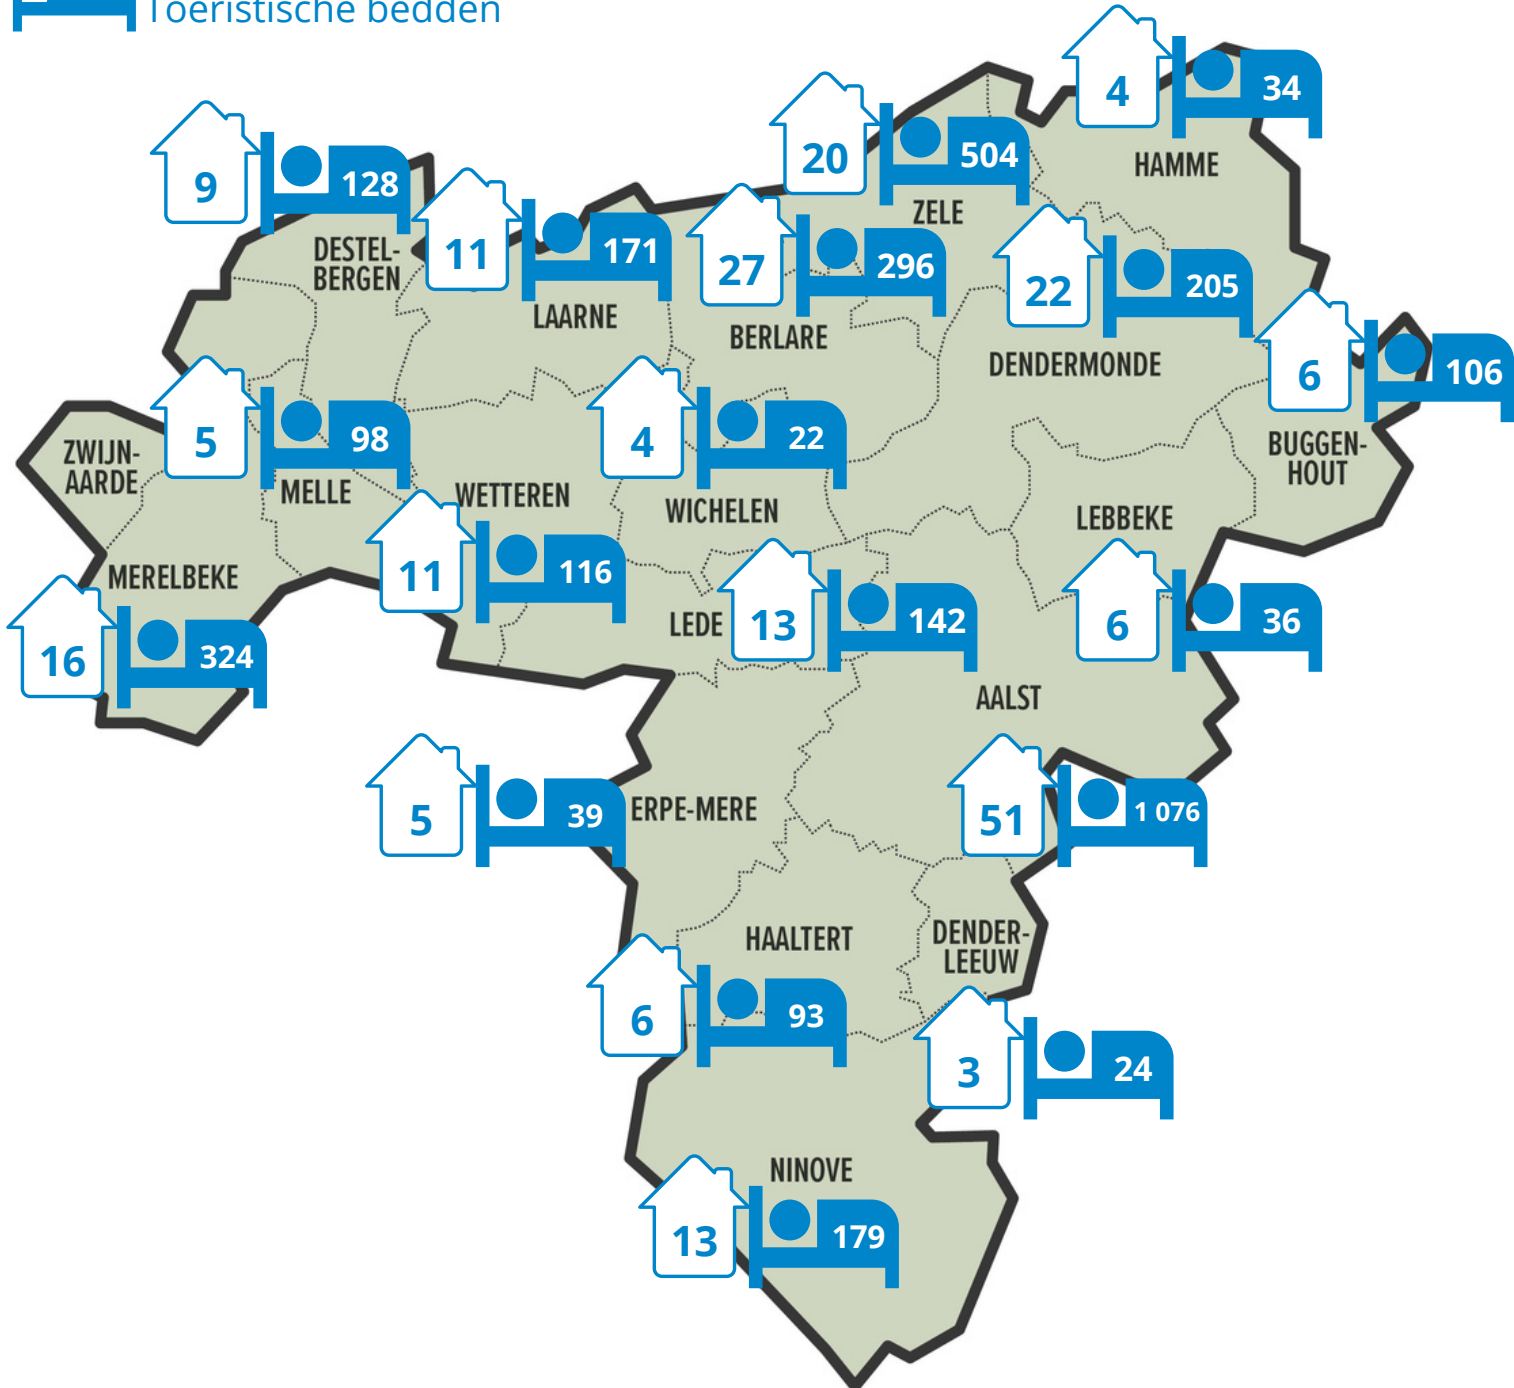 Toeristische bedden
4
34
HAMME
20
504
ZELE
9
128
DESTEL-
BERGEN
11
171
LAARNE
27
296
BERLARE
22
205
DENDERMONDE
6
106
BUGGEN-
HOUT
ZWIJN-
AARDE
5
98
MELLE
WETTEREN
4
22
WICHELEN
LEBBEKE
MERELBEKE
11
116
16
324
LEDE
13
142
6
36
AALST
5
39
ERPE-MERE
51
1 076
HAALTERT
DENDER-
LEEUW
6
93
3
24
NINOVE
13
179